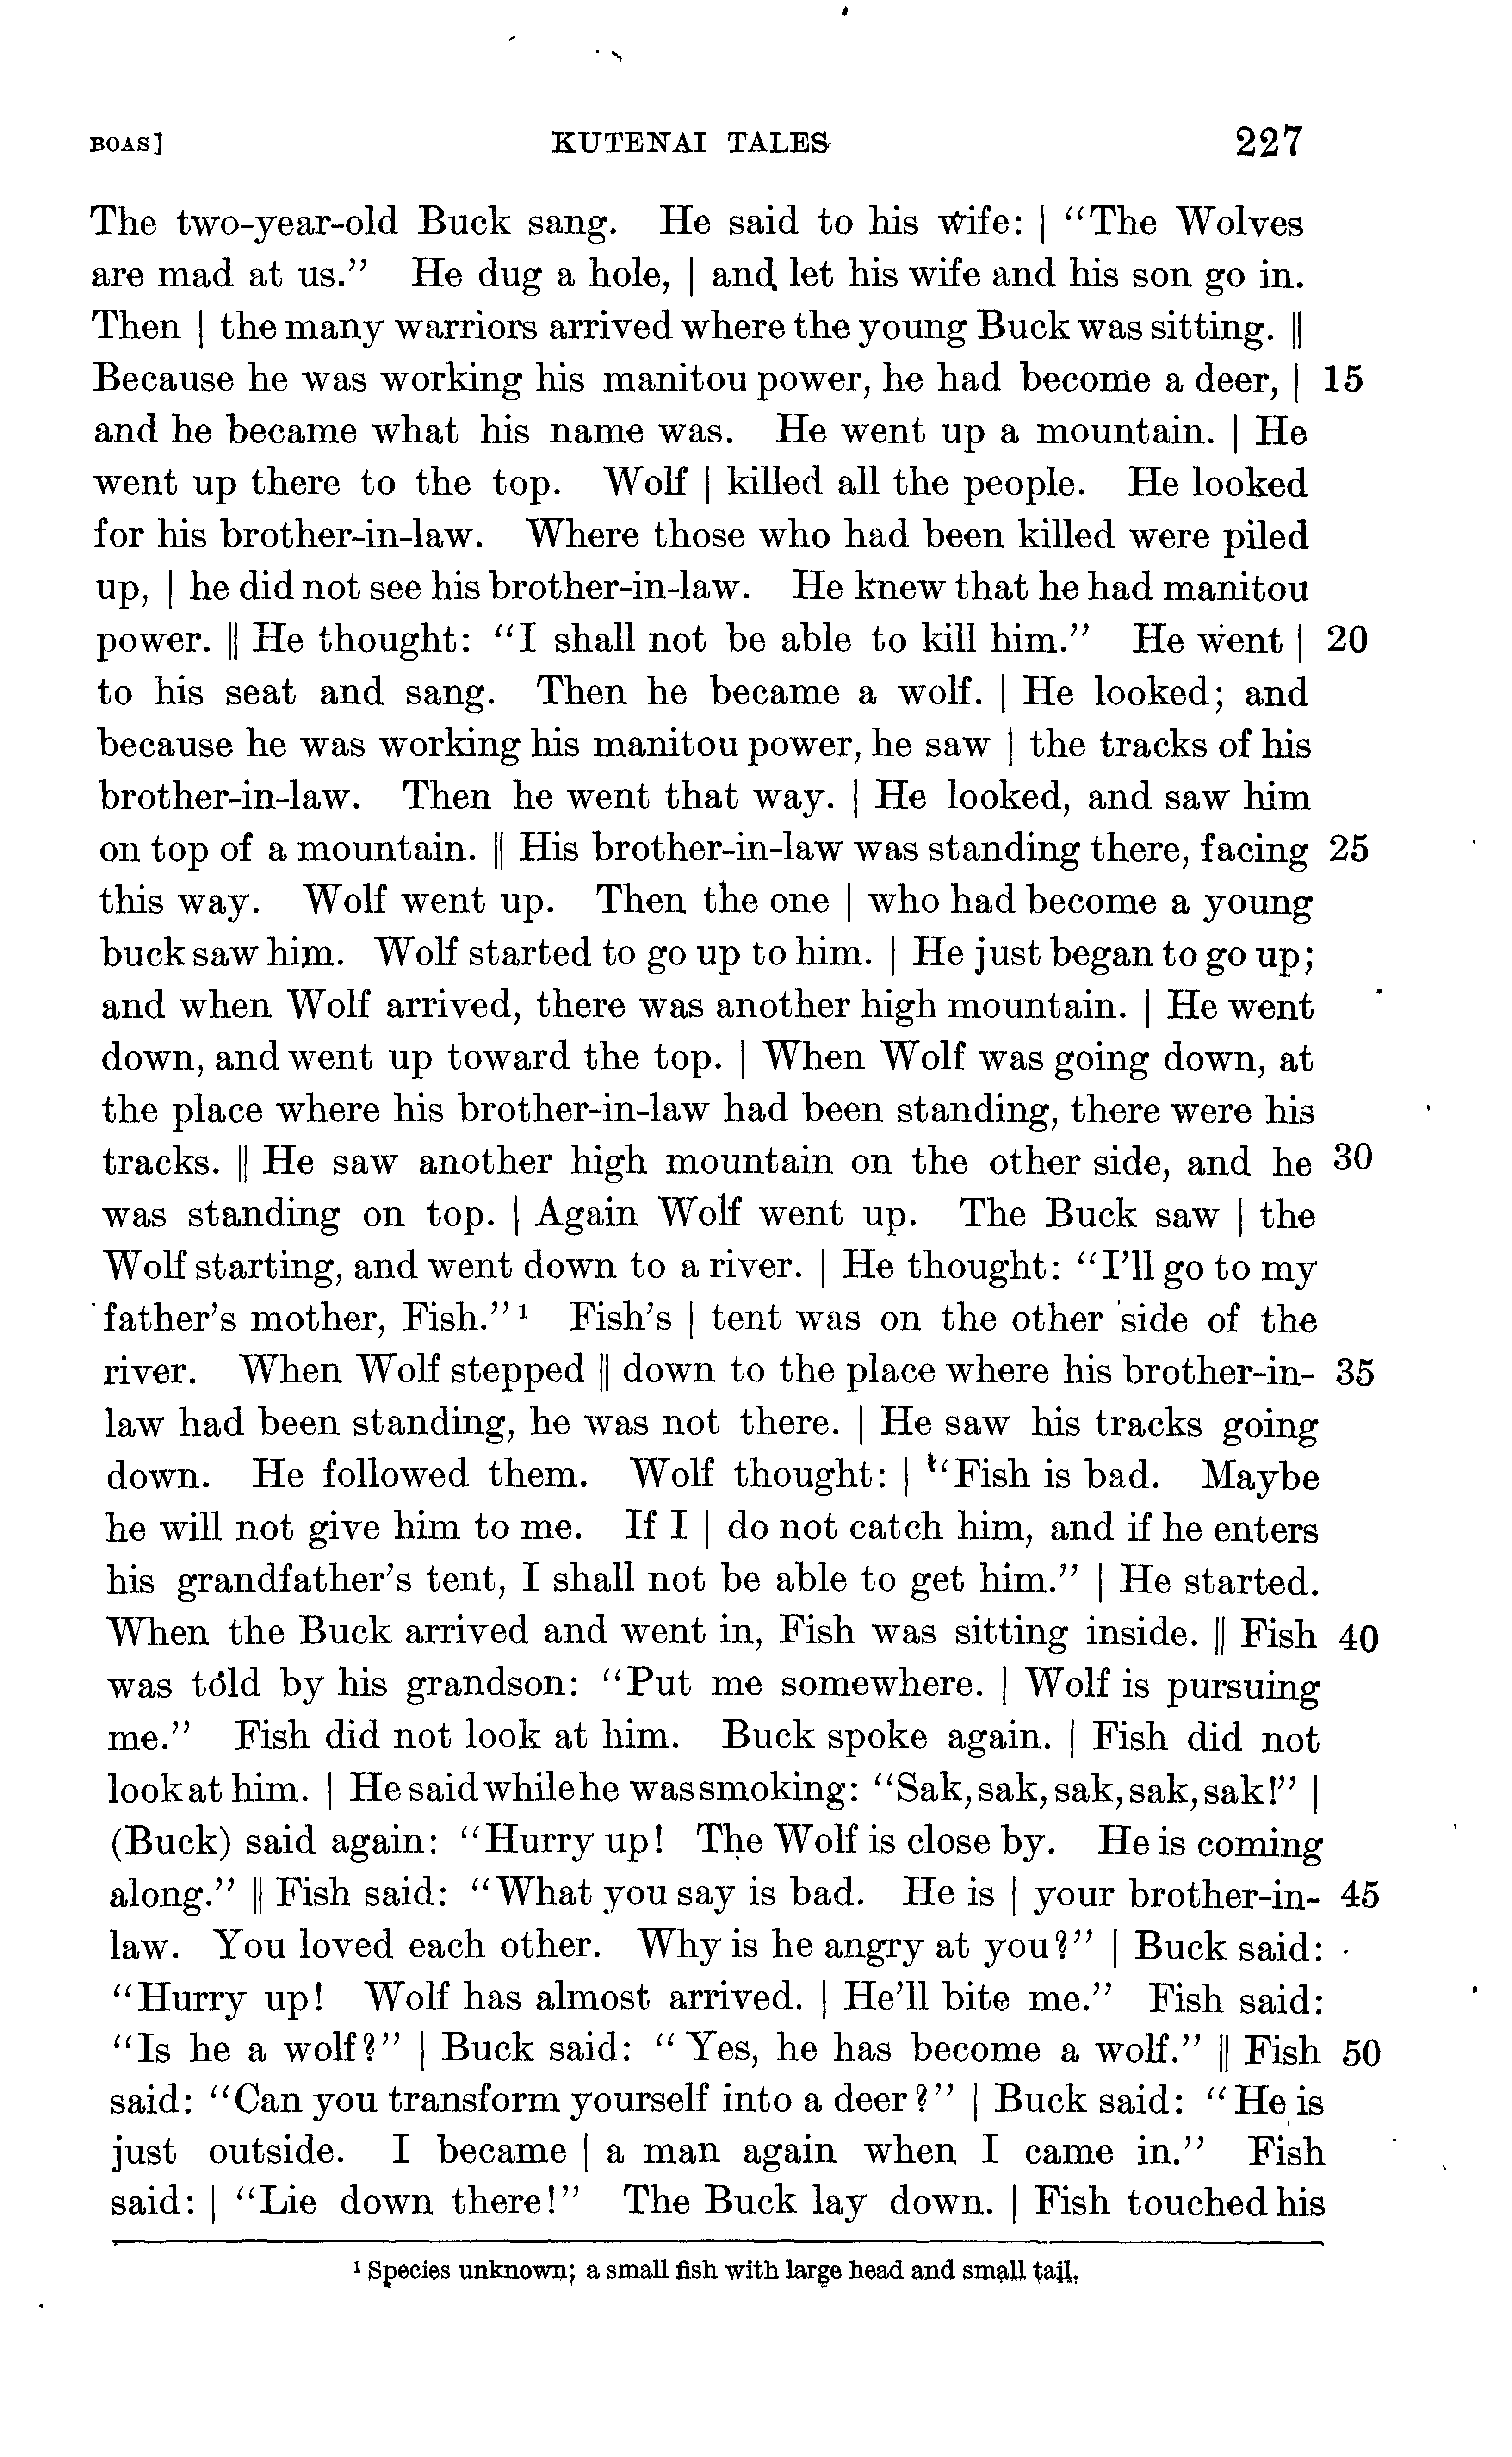 BOAS] KUTENAI TALES 227
The two-year-old Buck sang. He said to his wife: | “The Wolves
are mad at us.” He dug a hole, | and let his wife and his son go in.
Then | the many warriors arrived where the young Buck was sitting. ||
Because he was working his manitou power, he had become a deer, | 15
and he became what his name was. He went up a mountain. | He
went up there to the top. Wolf | killed all the people. He looked
for his brother-in-law. Where those who had been killed were piled
up, | he did not see his brother-in-law. He knew that he had manitou
power. || He thought: “I shall not be able to kill him.” He went | 20
to his seat and sang. Then he became a wolf. | He looked; and
because he was working his manitou power, he saw | the tracks of his
brother-in-law. Then he went that way. | He looked, and saw him
on top of a mountain. || His brother-in-law was standing there, facing 25
this way. Wolf went up. Then the one | who had become a young
buck saw him. Wolf started to go up to him. | He just began to go up;
and when Wolf arrived, there was another high mountain. | He went
down, and went up toward the top. | When Wolf was going down, at
the place where his brother-in-law had been standing, there were his
tracks. || He saw another high mountain on the other side, and he 30
was standing on top. | Again Wolf went up. The Buck saw | the
Wolf starting, and went down to a river. | He thought: “I’ll go to my
father’s mother, Fish.”¹ Fish’s | tent was on the other side of the
river. When Wolf stepped || down to the place where his brother-in- 35
law had been standing, he was not there. | He saw his tracks going
down. He followed them. Wolf thought: | “Fish is bad. Maybe
he will not give him to me. If I | do not catch him, and if he enters
his grandfather’s tent, I shall not be able to get him.” | He started.
When the Buck arrived and went in, Fish was sitting inside. || Fish 40
was told by his grandson: “Put me somewhere. | Wolf is pursuing
me.” Fish did not look at him. Buck spoke again. | Fish did not
look at him. | He said while he was smoking: “Sak, sak, sak, sak, sak!” |
(Buck) said again: “Hurry up! The Wolf is close by. He is coming
along.” || Fish said: “What you say is bad. He is | your brother-in- 45
law. You loved each other. Why is he angry at you?” | Buck said:
“Hurry up! Wolf has almost arrived. | He’ll bite me.” Fish said:
“Is he a wolf?” | Buck said: “Yes, he has become a wolf.” || Fish 50
said: “Can you transform yourself into a deer?” | Buck said: “He is
just outside. I became | a man again when I came in.” Fish
said: | “Lie down there!” The Buck lay down. | Fish touched his
¹ Species unknown; a small fish with large head and small tail.